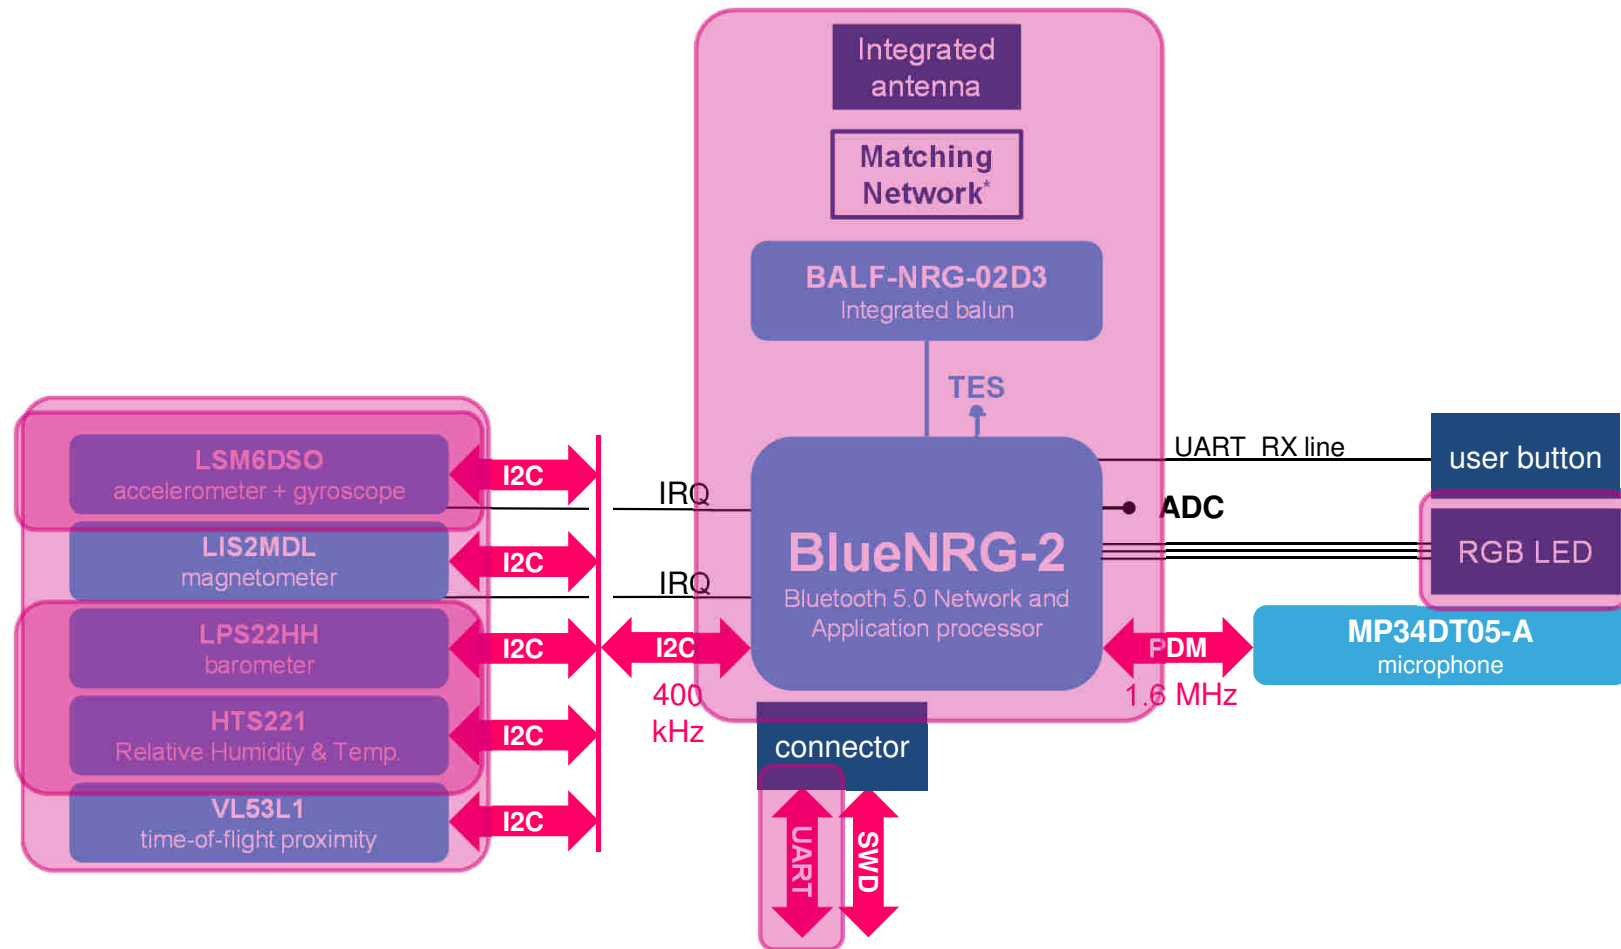 Integrated
antenna
Matching
Network*
BALF-NRG-02D3
Integrated balun
TES
LSM6DSO
accelerometer + gyroscope
I2C
IRQ
LIS2MDL
magnetometer
I2C
IRQ
LPS22HH
barometer
I2C
I2C
400
kHz
HTS221
Relative Humidity & Temp.
I2C
VL53L1
time-of-flight proximity
I2C
BlueNRG-2
Bluetooth 5.0 Network and
Application processor
UART RX line
user button
ADC
RGB LED
PDM
1.6 MHz
MP34DT05-A
microphone
connector
UART
SWD